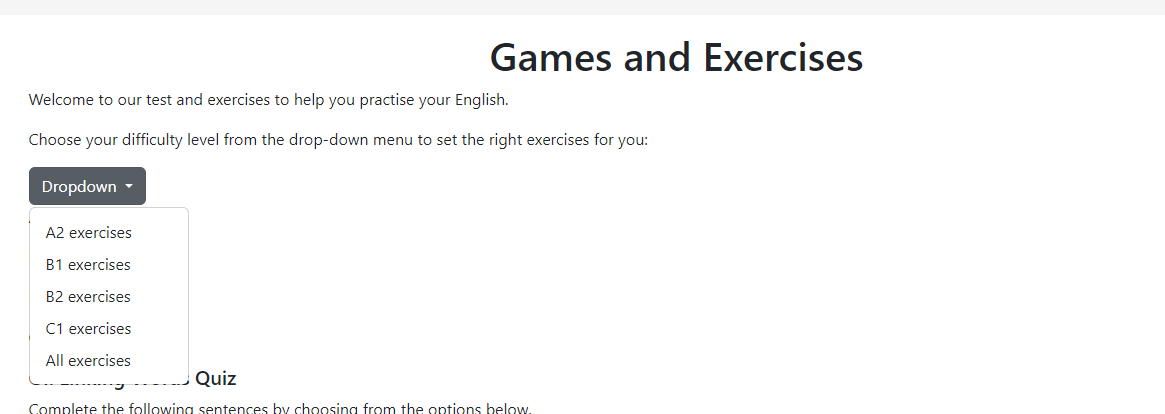 Games and Exercises
Welcome to our test and exercises to help you practise your English.
Choose your difficulty level from the drop-down menu to set the right exercises for you:
Dropdown
A2 exercises
B1 exercises
B2 exercises
C1 exercises
All exercises
Linking Words Quiz
Complete the following sentences by choosing from the options below.